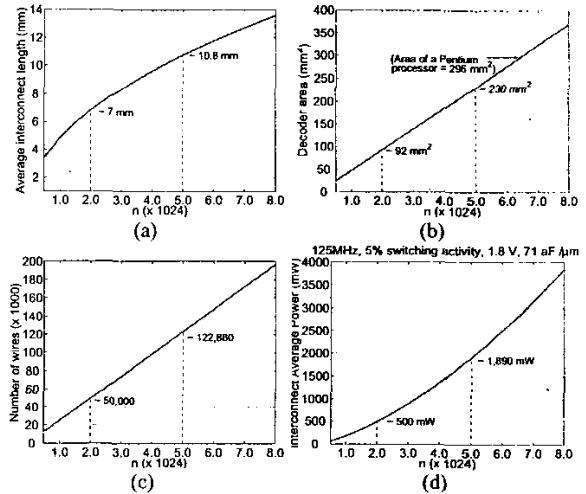 14
12
10
8
6
4
2
Average interconnect length (mm)
~ 7 mm
~ 10.8 mm
1.0 2.0 3.0 4.0 5.0 6.0 7.0 8.0
n (x 1024)
(a)
400
350
300
250
200
150
100
50
0
Decoder area (mm²)
(Area of a Pentium
processor = 296 mm²)
~ 92 mm²
~ 230 mm²
1.0 2.0 3.0 4.0 5.0 6.0 7.0 8.0
n (x 1024)
(b)
200
180
160
140
120
100
80
60
40
20
0
Number of wires (x 1000)
~50,000
~122,880
1.0 2.0 3.0 4.0 5.0 6.0 7.0 8.0
n (x 1024)
(c)
125MHz, 5% switching activity, 1.8 V, 71 aF /µm
4000
3500
3000
2500
2000
1500
1000
500
0
Interconnect Average Power (mW)
500 mW
~ 1,890 mW
1.0 2.0 3.0 4.0 5.0 6.0 7.0 8.0
n (x 1024)
(d)